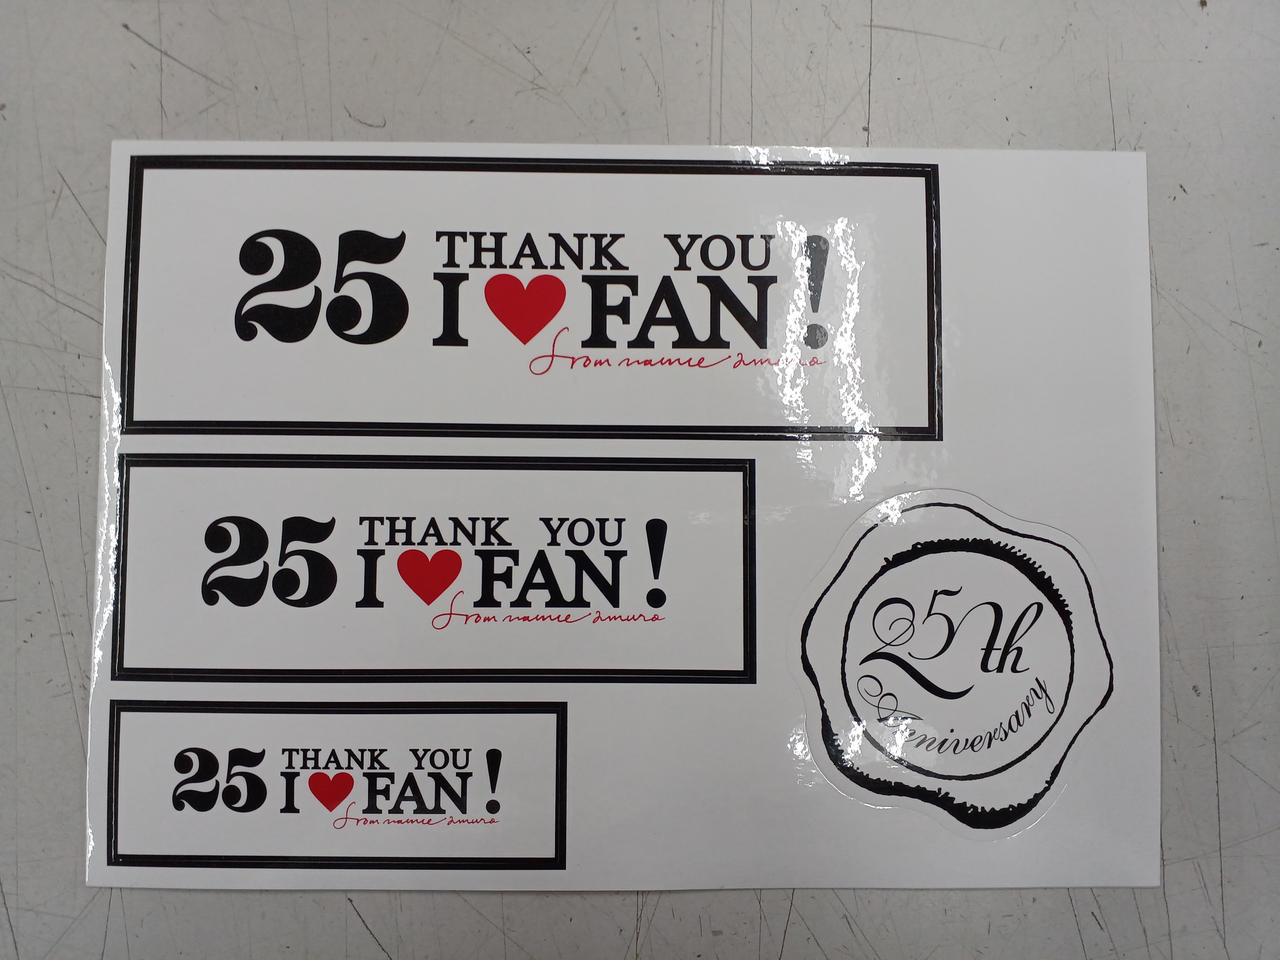 25 THANK YOU
I ♥ FAN!
from namie amuro
25 THANK YOU
I ♥ FAN!
from namie amuro
25 THANK YOU
I ♥ FAN!
from namie amuro
25th
Anniversary